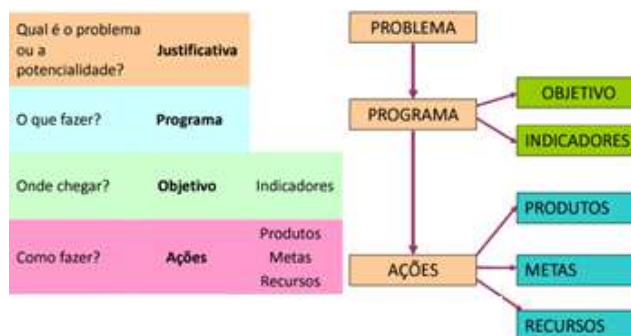 Qual é o problema
ou a
potencialidade?
Justificativa
O que fazer?
Programa
Onde chegar?
Objetivo
Indicadores
Como fazer?
Ações
Produtos
Metas
Recursos
PROBLEMA
PROGRAMA
OBJETIVO
INDICADORES
AÇÕES
PRODUTOS
METAS
RECURSOS